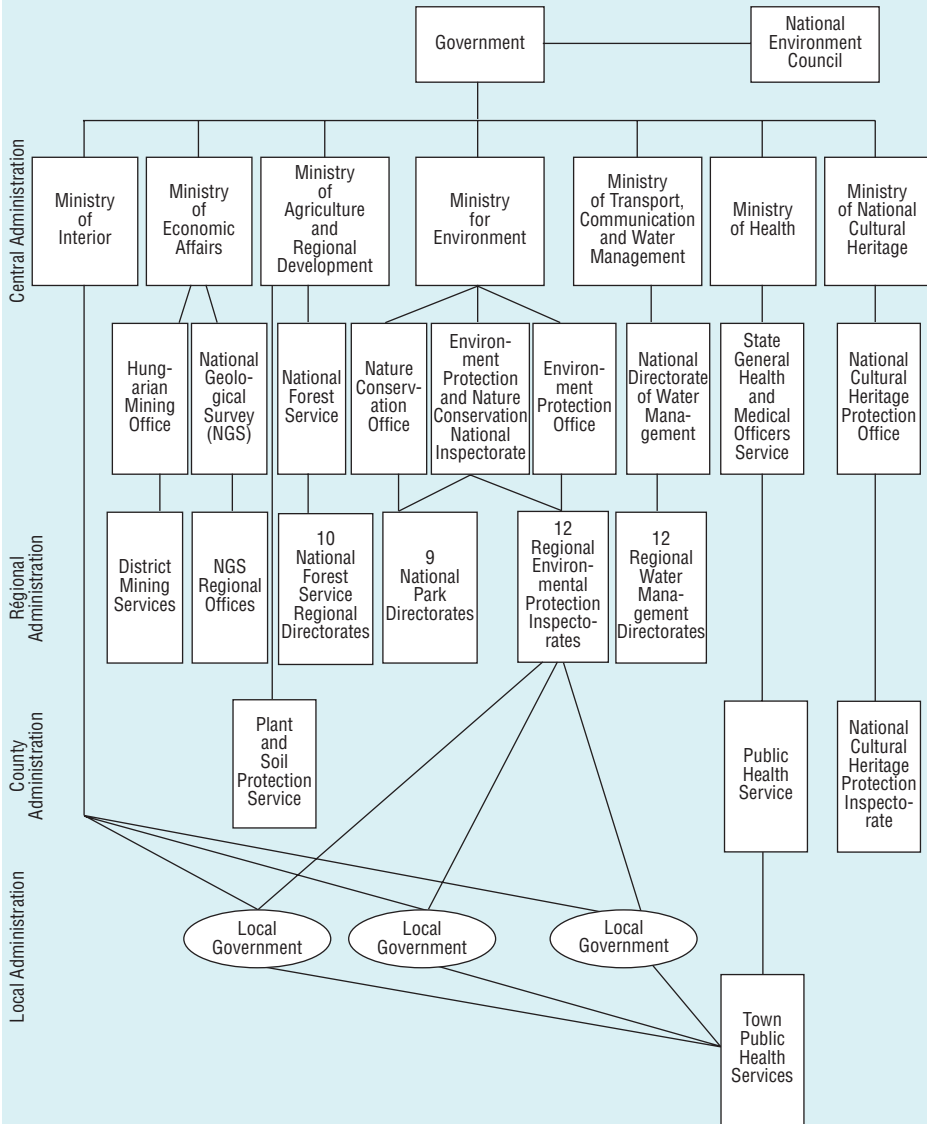 Government
National
Environment
Council
Central Administration
Ministry
of
Interior
Ministry
of
Economic
Affairs
Ministry
of
Agriculture
and
Regional
Development
Ministry
for
Environment
Ministry
of Transport,
Communication
and Water
Management
Ministry
of Health
Ministry
of National
Cultural
Heritage
Hung-
arian
Mining
Office
National
Geolo-
gical
Survey
(NGS)
National
Forest
Service
Nature
Conserv-
ation
Office
Environ-
ment
Protection
and Nature
Conservation
National
Inspectorate
Environ-
ment
Protection
Office
National
Directorate
of Water
Manage-
ment
State
General
Health
and
Medical
Officers
Service
National
Cultural
Heritage
Protection
Office
Régional
Administration
District
Mining
Services
NGS
Regional
Offices
10
National
Forest
Service
Regional
Directorates
9
National
Park
Directorates
12
Regional
Environ-
mental
Protection
Inspecto-
rates
12
Regional
Water
Mana-
gement
Directorates
County
Administration
Plant
and
Soil
Protection
Service
Public
Health
Service
National
Cultural
Heritage
Protection
Inspecto-
rate
Local Administration
Local
Government
Local
Government
Local
Government
Town
Public
Health
Services